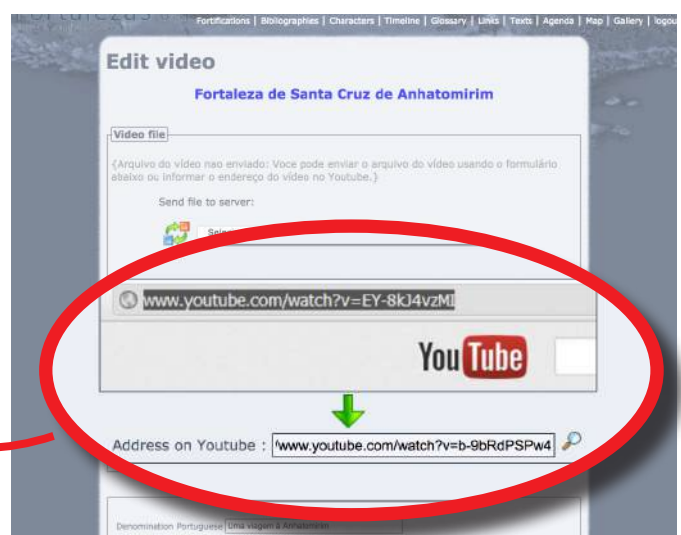 Fortalezas
Fortifications | Bibliographies | Characters | Timeline | Glossary | Links | Texts | Agenda | Map | Gallery | logou
Edit video
Fortaleza de Santa Cruz de Anhatomirim
Video file
{Arquivo do vídeo nao enviado: Voce pode enviar o arquivo do vídeo usando o formulário
abaixo ou informar o endereço do vídeo no Youtube.}
Send file to server:
www.youtube.com/watch?v=EY-8kJ4vzMI
YouTube
Address on Youtube : /www.youtube.com/watch?v=b-9bRdPSPw4
Denomination Portuguese Uma viagem à Anhatomirim